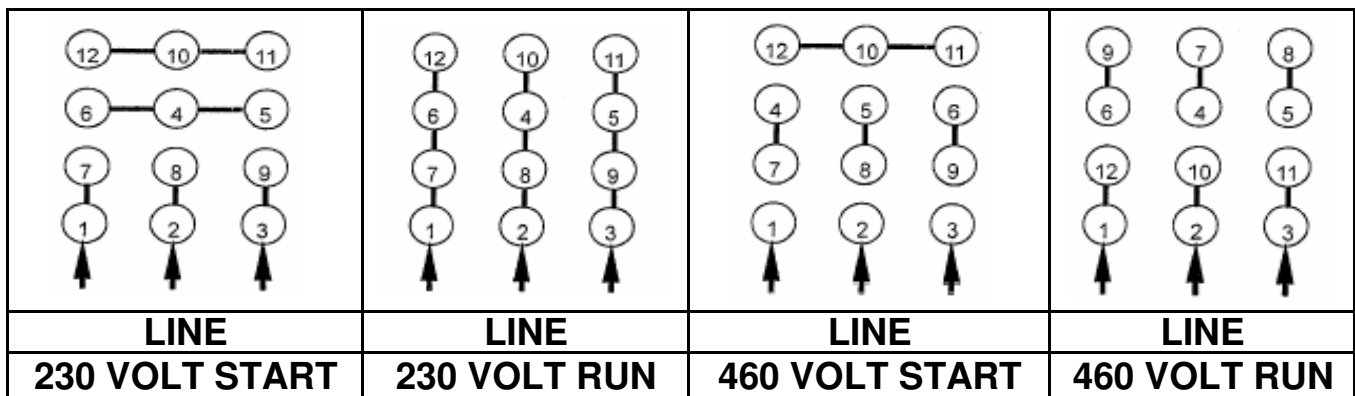 12 10 11 12 10 11 12 10 11 9 7 8
6 4 5 6 4 5 4 5 6 6 4 5
7 8 9 7 8 9 7 8 9 12 10 11
1 2 3 1 2 3 1 2 3 1 2 3
LINE LINE LINE LINE
230 VOLT START 230 VOLT RUN 460 VOLT START 460 VOLT RUN